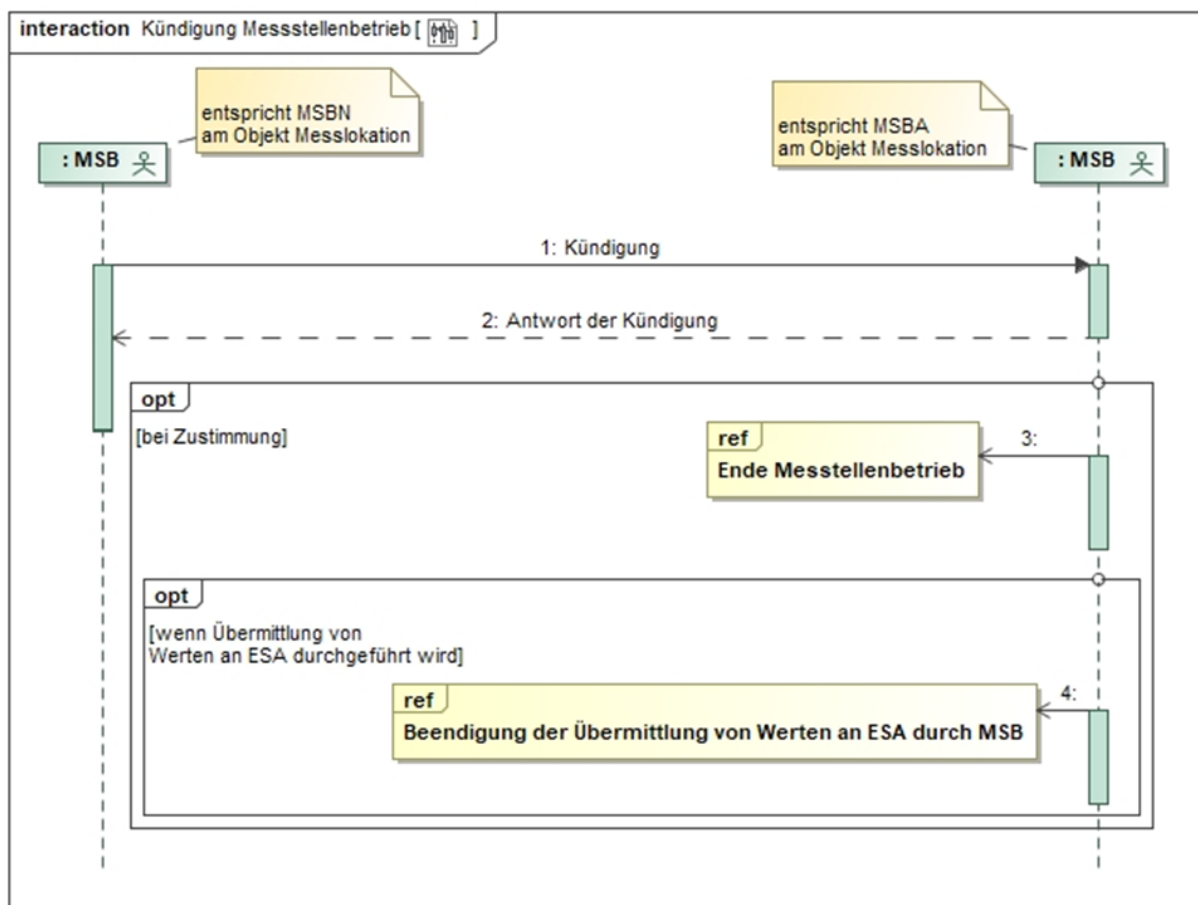 interaction Kündigung Messstellenbetrieb [ ]
entspricht MSBN
am Objekt Messlokation
entspricht MSBA
am Objekt Messlokation
: MSB
: MSB
1: Kündigung
2: Antwort der Kündigung
opt
[bei Zustimmung]
ref
3:
Ende Messtellenbetrieb
opt
[wenn Übermittlung von
Werten an ESA durchgeführt wird]
ref
4:
Beendigung der Übermittlung von Werten an ESA durch MSB